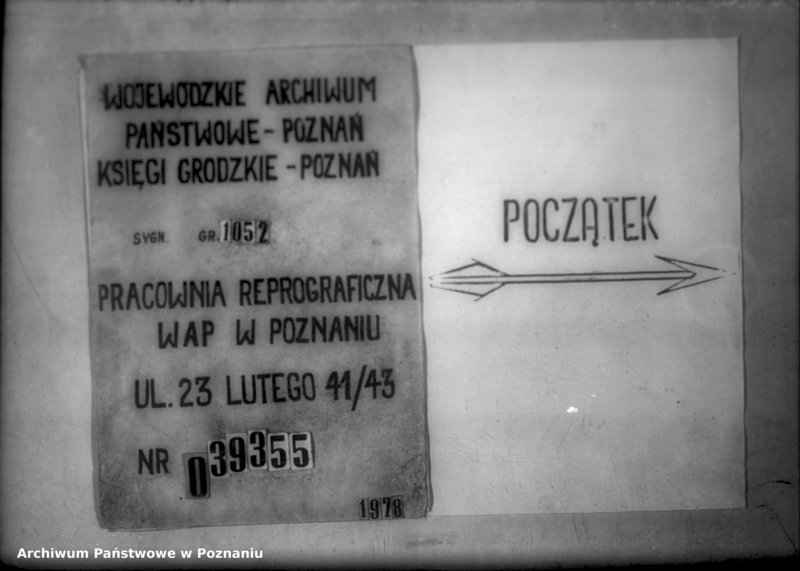 WOJEWÓDZKIE ARCHIWUM
PAŃSTWOWE - POZNAŃ
KSIĘGI GRODZKIE - POZNAŃ
SYGN. GR. 1052
PRACOWNIA REPROGRAFICZNA
WAP W POZNANIU
UL. 23 LUTEGO 41/43
NR 039355
1978
POCZĄTEK
Archiwum Państwowe w Poznaniu